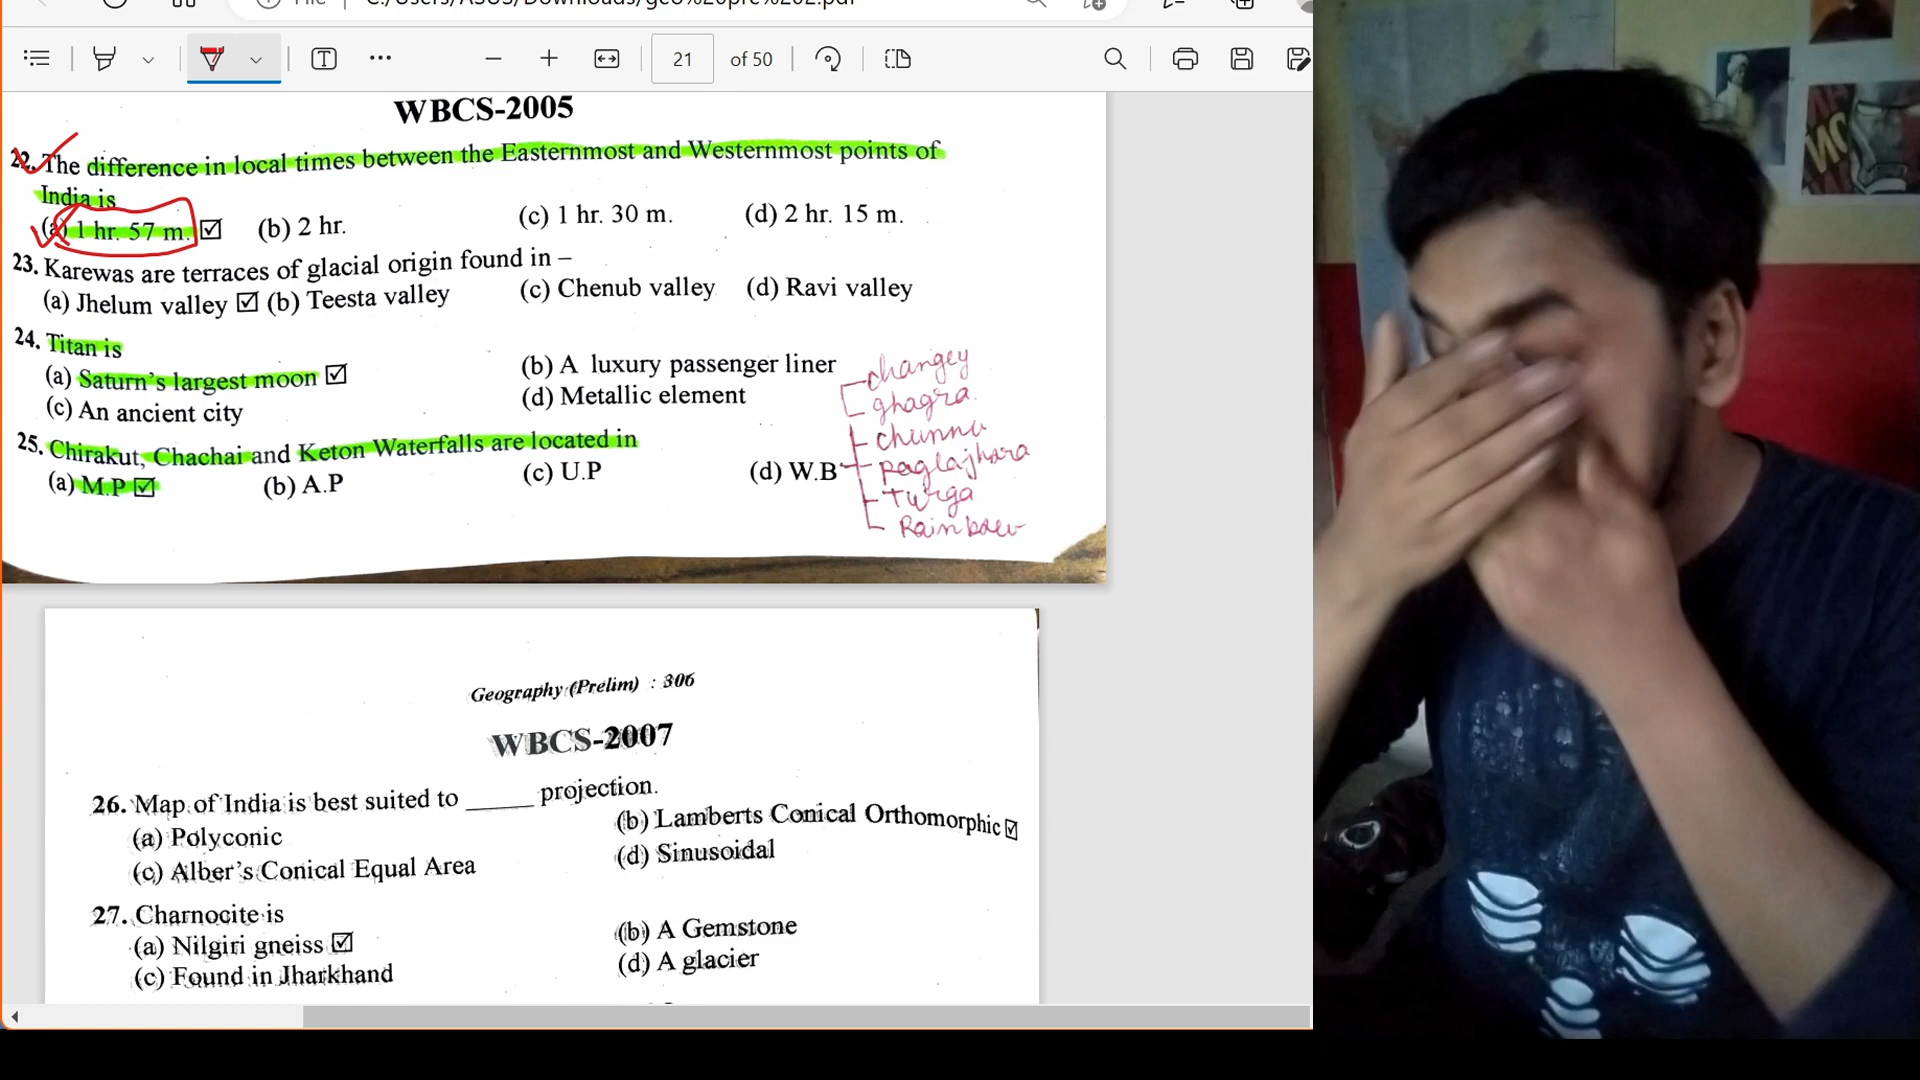 21 of 50
WBCS-2005
22. The difference in local times between the Easternmost and Westernmost points of
India is
(a) 1 hr. 57 m. ☑ (b) 2 hr. (c) 1 hr. 30 m. (d) 2 hr. 15 m.
23. Karewas are terraces of glacial origin found in –
(a) Jhelum valley ☑ (b) Teesta valley (c) Chenub valley (d) Ravi valley
24. Titan is
(a) Saturn's largest moon ☑ (b) A luxury passenger liner
(c) An ancient city (d) Metallic element
25. Chirakut, Chachai and Keton Waterfalls are located in
(a) M.P ☑ (b) A.P (c) U.P (d) W.B
changey
ghagra.
chunnu
paglajhora
Turga
Geography (Prelim) : 306
WBCS-2007
26. Map of India is best suited to _____ projection.
(a) Polyconic (b) Lamberts Conical Orthomorphic ☑
(c) Alber's Conical Equal Area (d) Sinusoidal
27. Charnocite is
(a) Nilgiri gneiss ☑ (b) A Gemstone
(c) Found in Jharkhand (d) A glacier